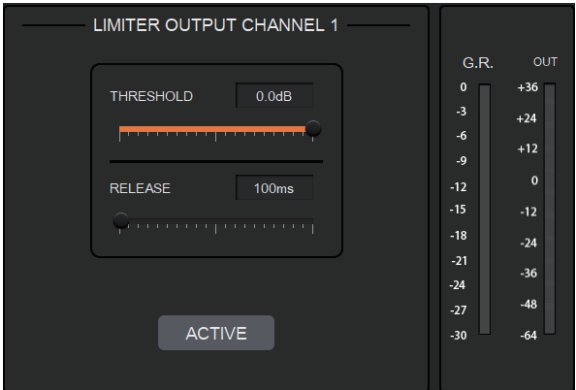 LIMITER OUTPUT CHANNEL 1
THRESHOLD 0.0dB
RELEASE 100ms
ACTIVE
G.R. OUT
0 +36
-3 +24
-6 +12
-9
-12 0
-15 -12
-18 -24
-21
-24 -36
-27 -48
-30 -64